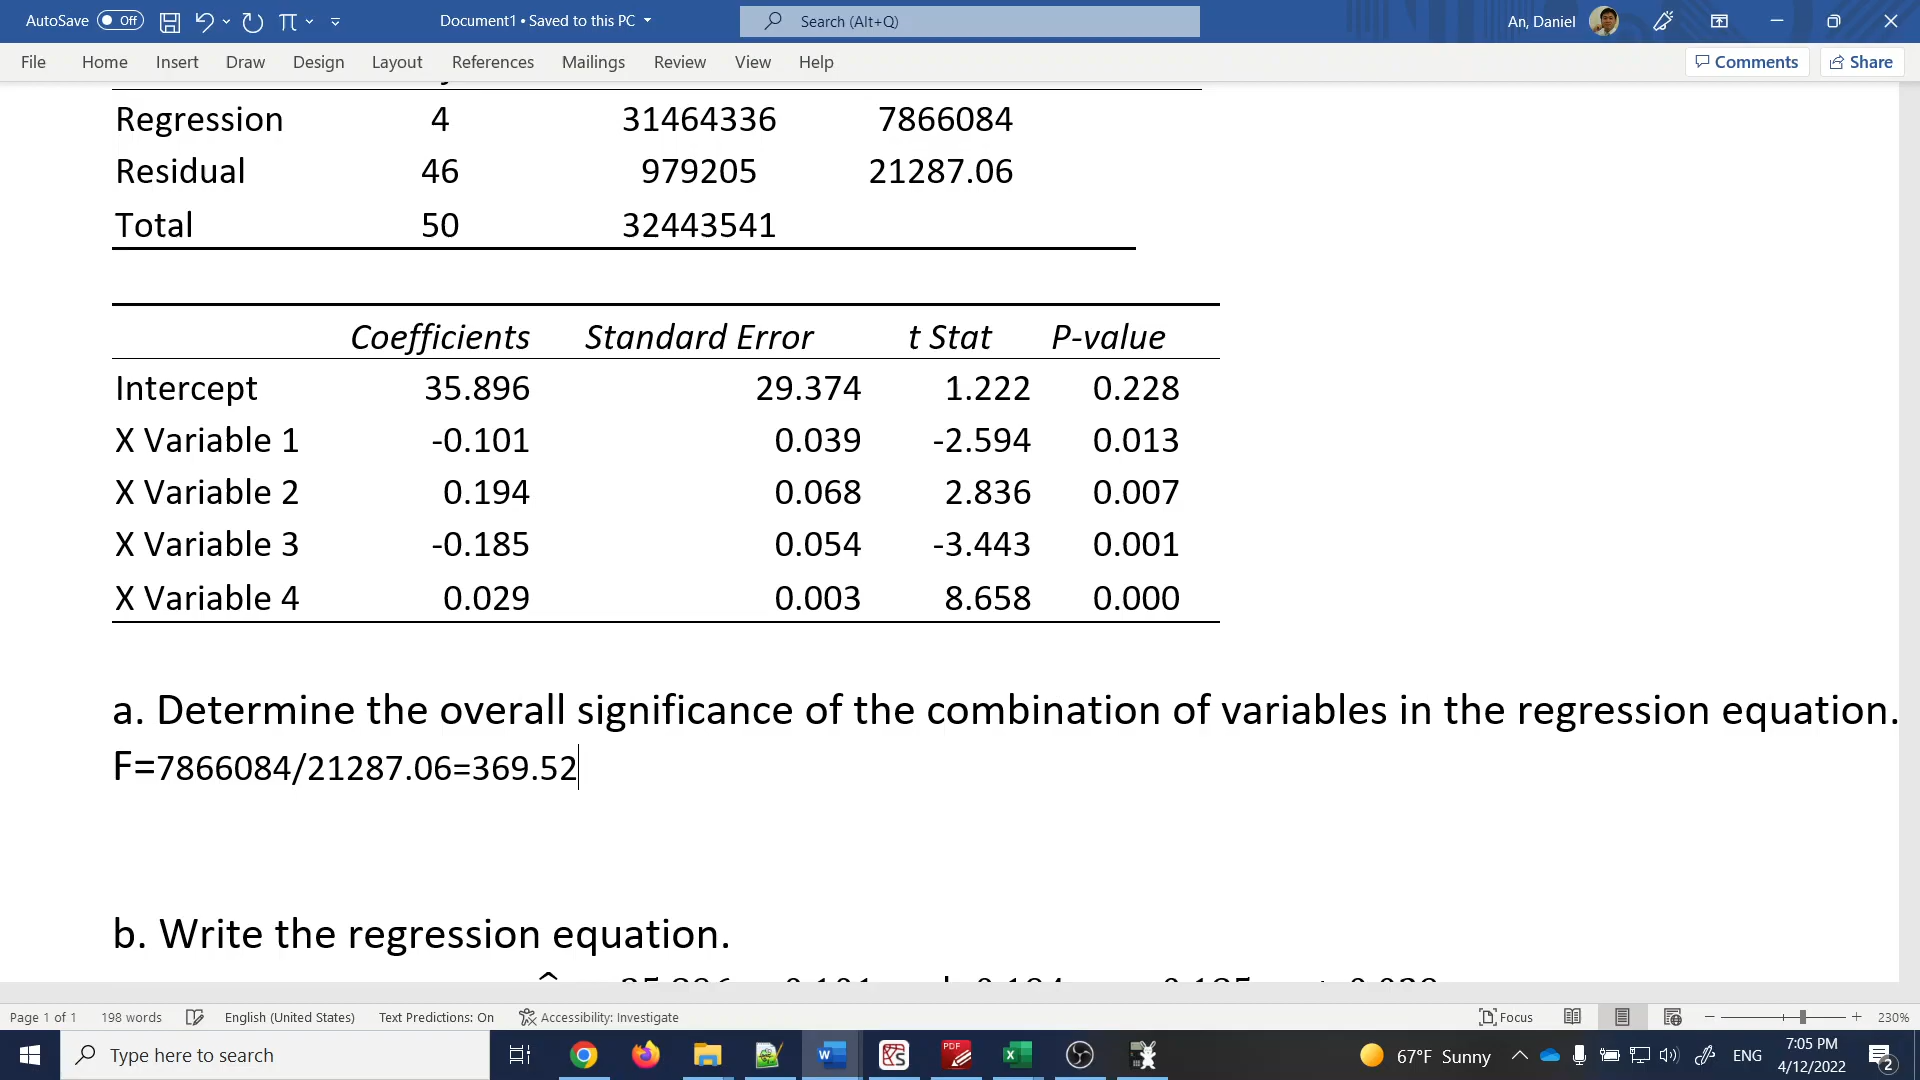 AutoSave Off Document1 • Saved to this PC Search (Alt+Q) An, Daniel
File Home Insert Draw Design Layout References Mailings Review View Help Comments Share
Regression 4 31464336 7866084
Residual 46 979205 21287.06
Total 50 32443541
Coefficients Standard Error t Stat P-value
Intercept 35.896 29.374 1.222 0.228
X Variable 1 -0.101 0.039 -2.594 0.013
X Variable 2 0.194 0.068 2.836 0.007
X Variable 3 -0.185 0.054 -3.443 0.001
X Variable 4 0.029 0.003 8.658 0.000
a. Determine the overall significance of the combination of variables in the regression equation.
F=7866084/21287.06=369.52
b. Write the regression equation.
Page 1 of 1 198 words English (United States) Text Predictions: On Accessibility: Investigate Focus 230%
Type here to search 67°F Sunny ENG 7:05 PM
4/12/2022 2